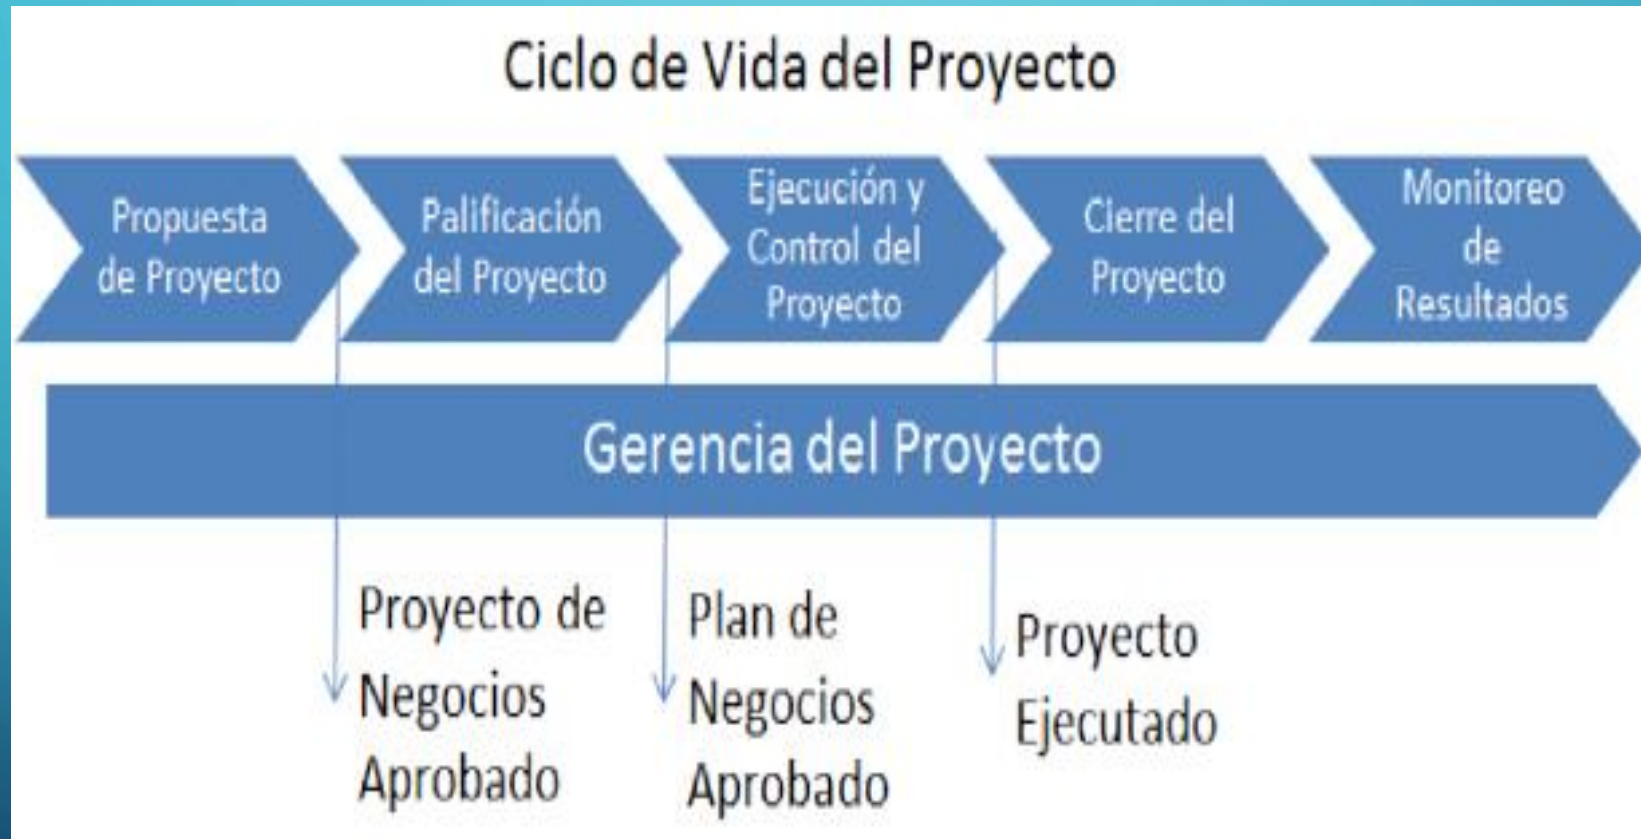 Ciclo de Vida del Proyecto
Propuesta
de Proyecto
Palificación
del Proyecto
Ejecución y
Control del
Proyecto
Cierre del
Proyecto
Monitoreo
de
Resultados
Gerencia del Proyecto
Proyecto de
Negocios
Aprobado
Plan de
Negocios
Aprobado
Proyecto
Ejecutado